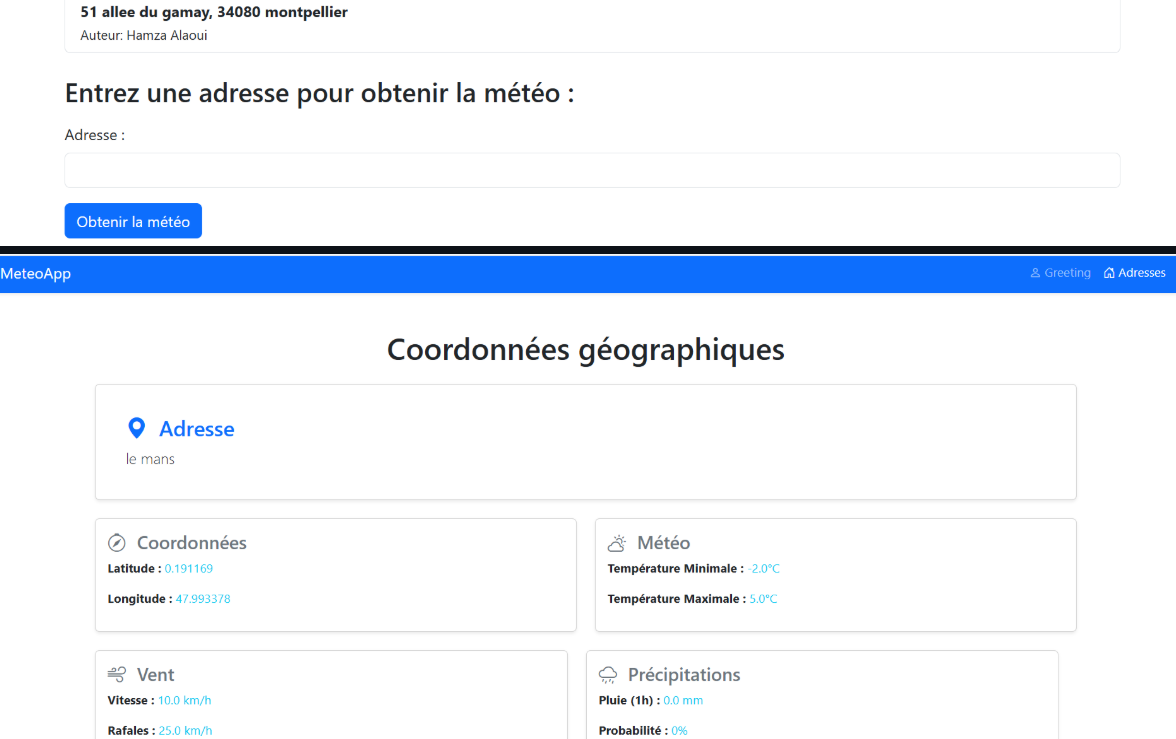 51 allee du gamay, 34080 montpellier
Auteur: Hamza Alaoui
Entrez une adresse pour obtenir la météo :
Adresse :
Obtenir la météo
MeteoApp
Greeting
Adresses
Coordonnées géographiques
Adresse
le mans
Coordonnées
Latitude : 0.191169
Longitude : 47.993378
Météo
Température Minimale : -2.0°C
Température Maximale : 5.0°C
Vent
Vitesse : 10.0 km/h
Rafales : 25.0 km/h
Précipitations
Pluie (1h) : 0.0 mm
Probabilité : 0%